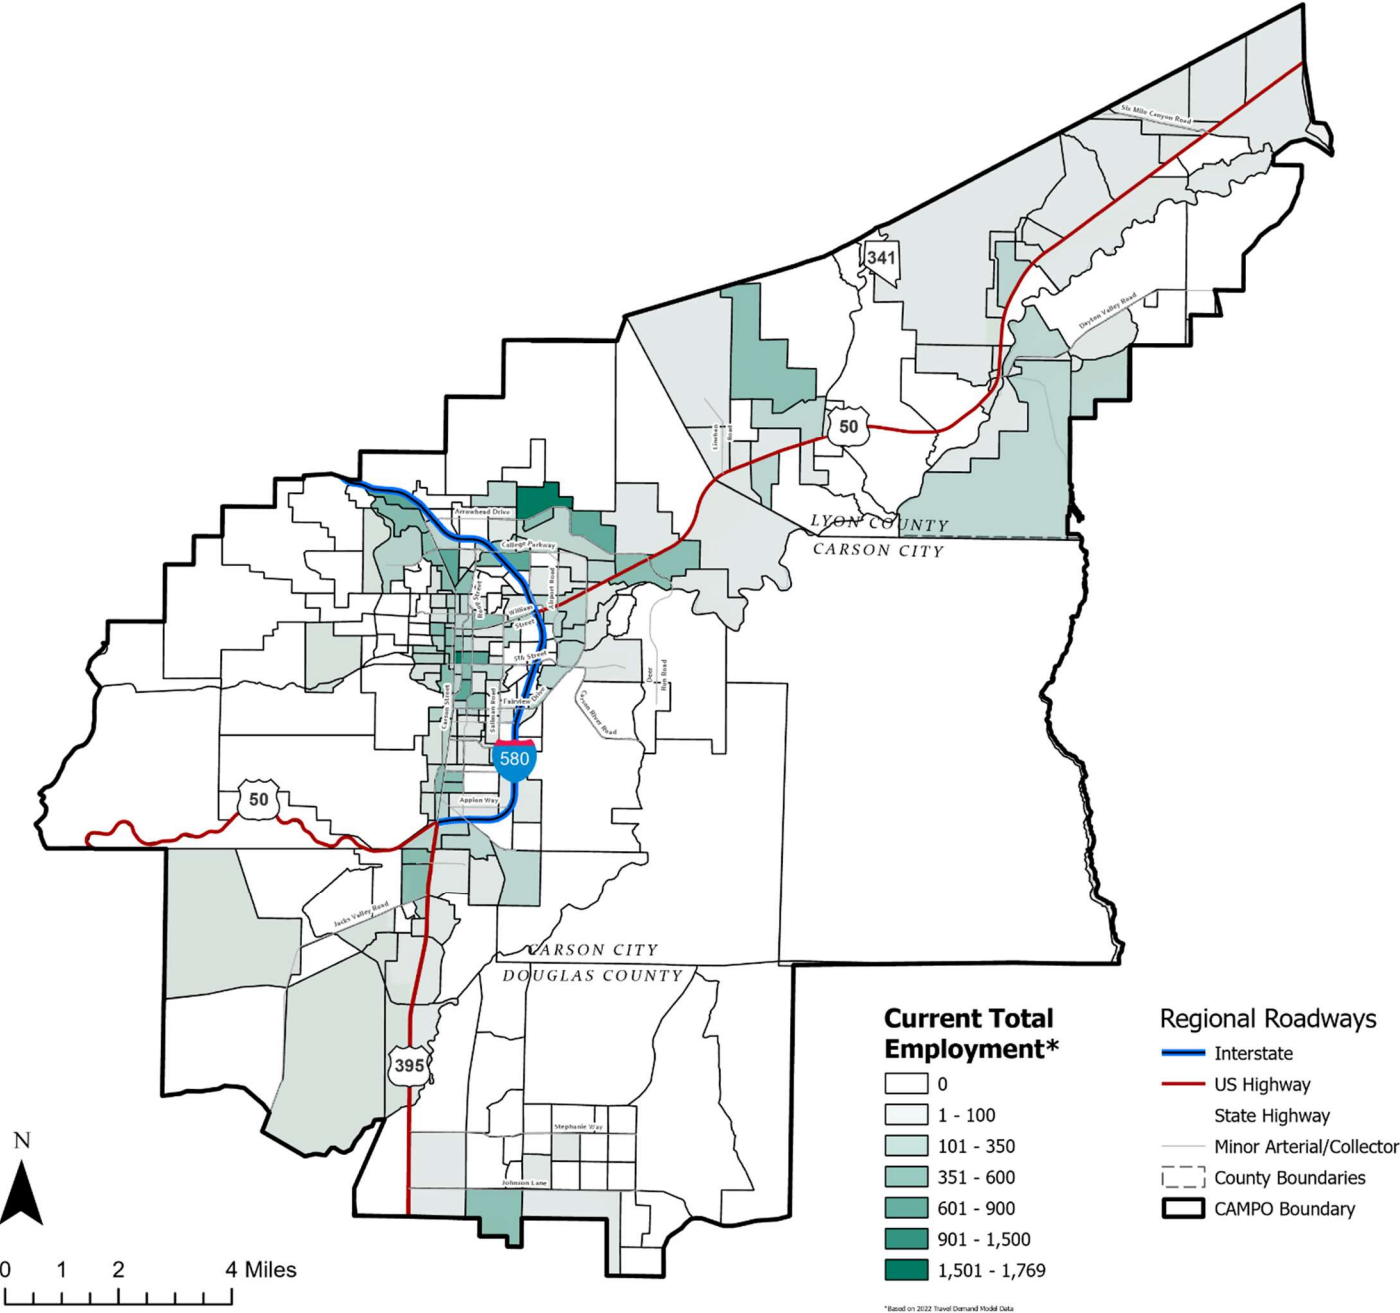 Six Mile Canyon Road
341
Dayton Valley Road
Linehan
Road
50
LYON COUNTY
CARSON CITY
Arrowhead Drive
College Parkway
Airport Road
Roop Street
William
Street
5th Street
Fairview Drive
Carson River Road
Deer
Run Road
Carson Street
Saliman Road
580
50
Appion Way
Jacks Valley Road
CARSON CITY
DOUGLAS COUNTY
395
Stephanie Way
Johnson Lane
N
0 1 2 4 Miles
Current Total
Employment*
0
1 - 100
101 - 350
351 - 600
601 - 900
901 - 1,500
1,501 - 1,769
*Based on 2022 Travel Demand Model Data
Regional Roadways
Interstate
US Highway
State Highway
Minor Arterial/Collector
County Boundaries
CAMPO Boundary